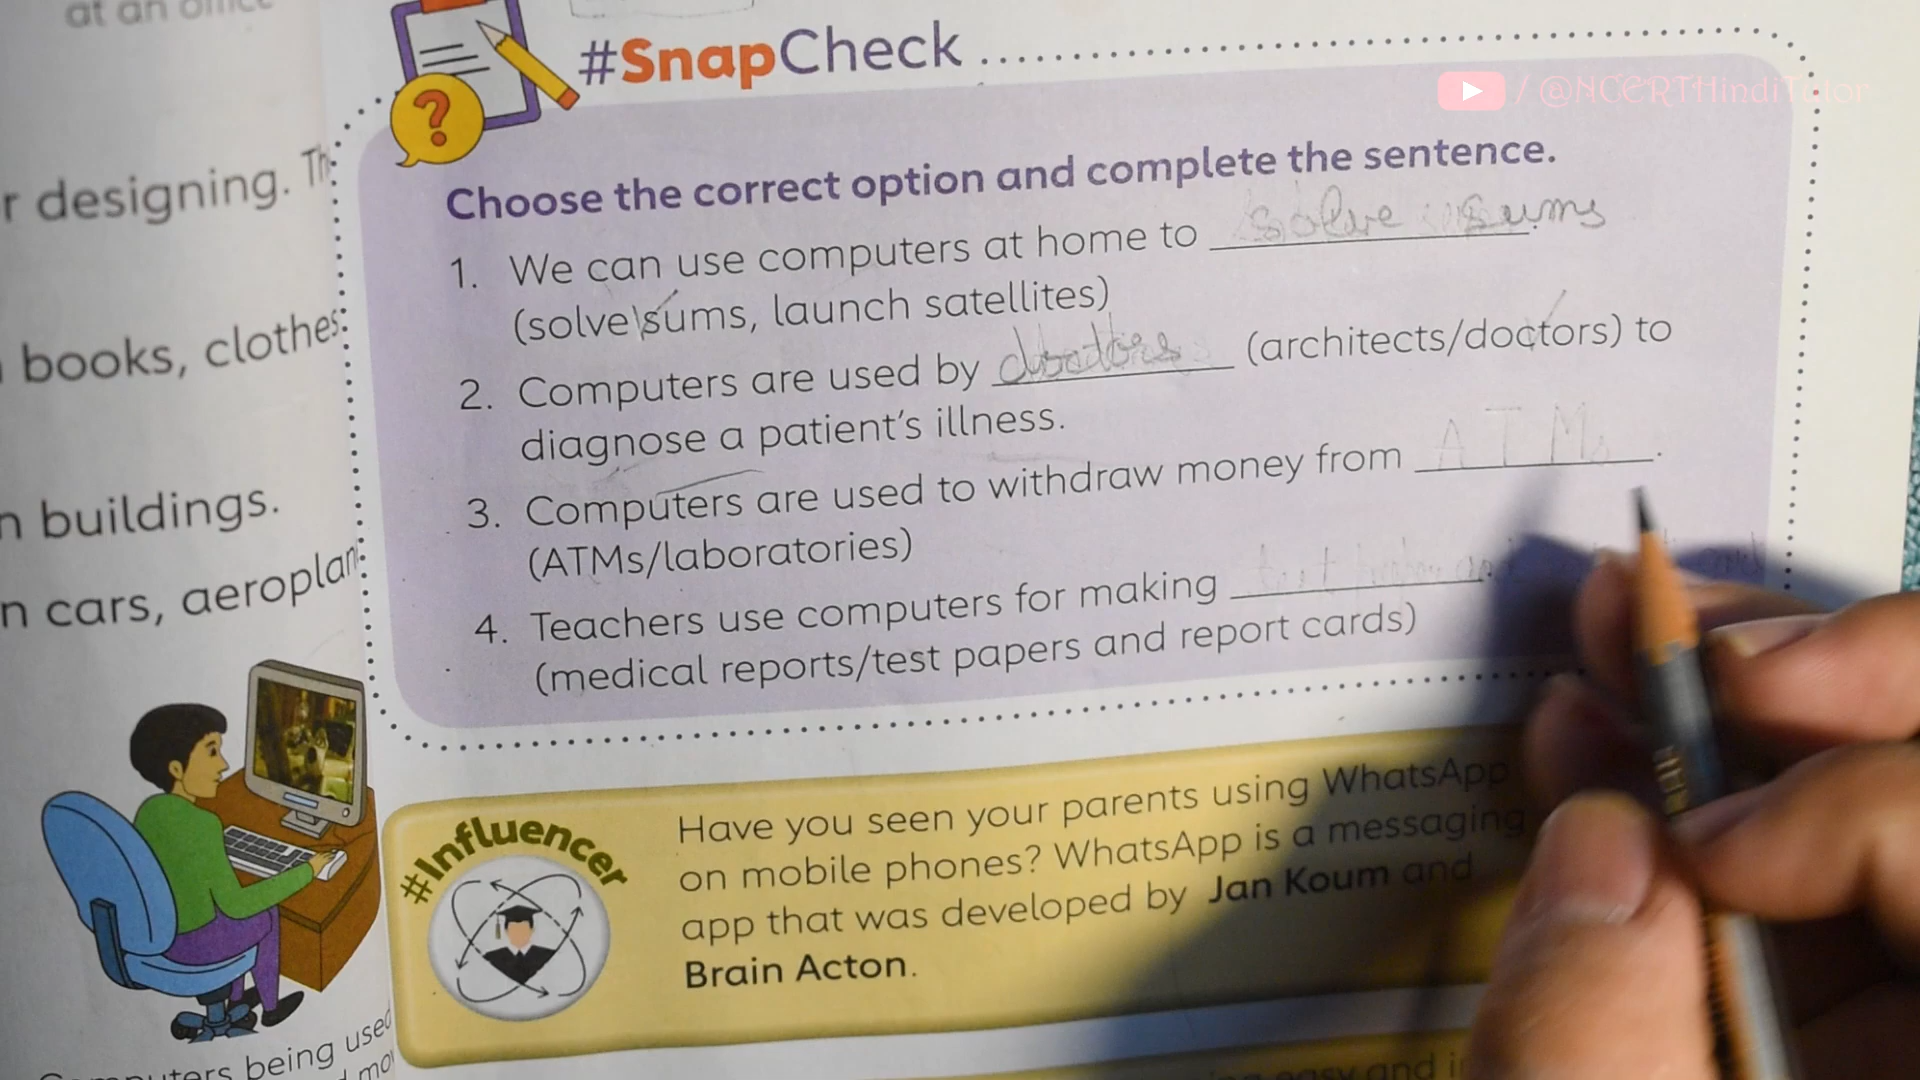 at an office
r designing. Th
books, clothes
n buildings.
n cars, aeroplan
Computers being used
#SnapCheck
/ @NCERTHindiTutor
Choose the correct option and complete the sentence.
1. We can use computers at home to solve sums.
(solve sums, launch satellites)
2. Computers are used by doctors (architects/doctors) to
diagnose a patient's illness.
3. Computers are used to withdraw money from ATMs.
(ATMs/laboratories)
4. Teachers use computers for making test
(medical reports/test papers and report cards)
#Influencer
Have you seen your parents using WhatsApp
on mobile phones? WhatsApp is a messaging
app that was developed by Jan Koum and
Brain Acton.
easy and